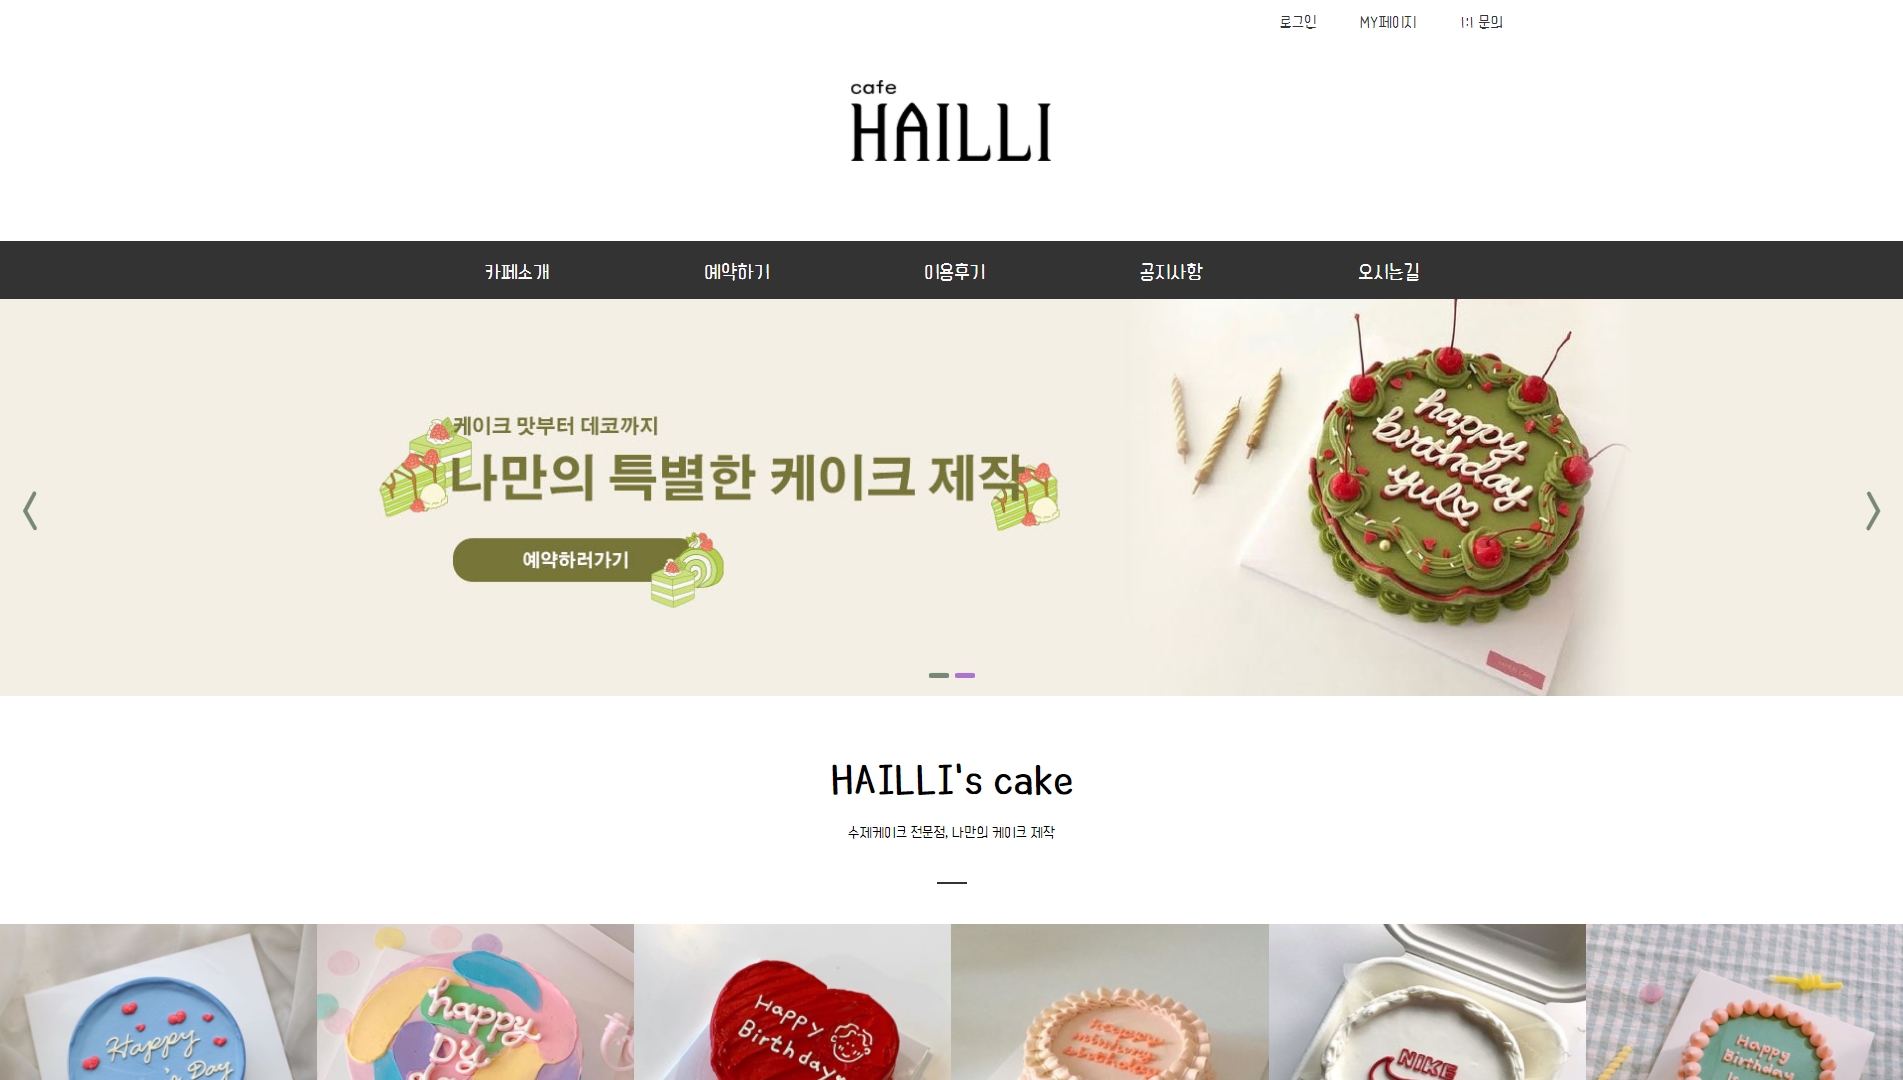 로그인 MY페이지 1:1 문의
cafe
HAILLI
카페소개 예약하기 이용후기 공지사항 오시는길
케이크 맛부터 데코까지
나만의 특별한 케이크 제작
예약하러가기
happy
birthday
yul
HAILLI's cake
수제케이크 전문점, 나만의 케이크 제작
Happy
's Day
happy
DJ
day
Happy
Birthday
happy
birthday
NIKE
Happy
Birthday